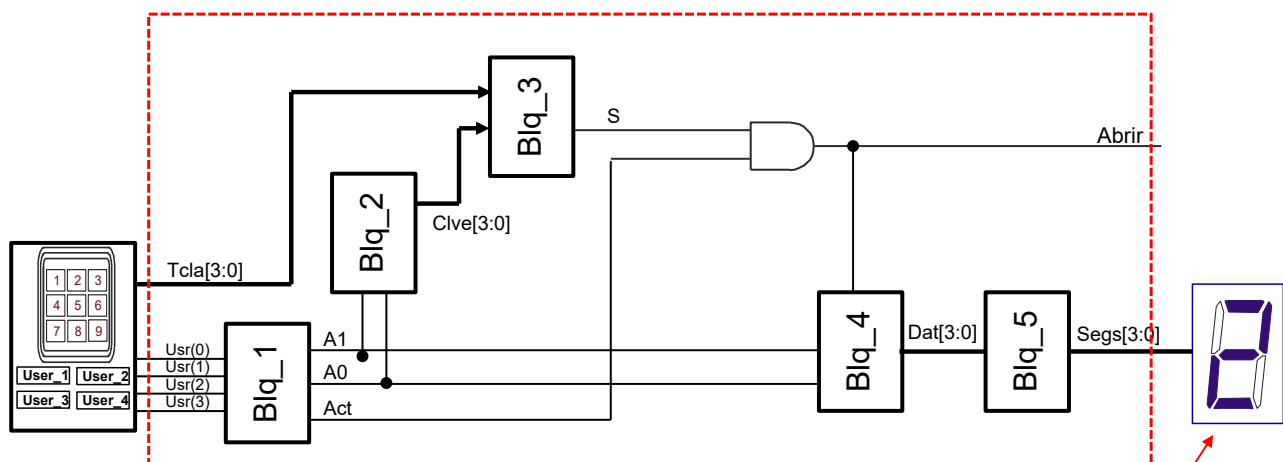 Blq_3
S
Abrir
Blq_2
Clve[3:0]
Tcla[3:0]
1 2 3
4 5 6
7 8 9
User_1 User_2
User_3 User_4
Usr(0)
Usr(1)
Usr(2)
Usr(3)
Blq_1
A1
A0
Act
Blq_4
Dat[3:0]
Blq_5
Segs[3:0]
2